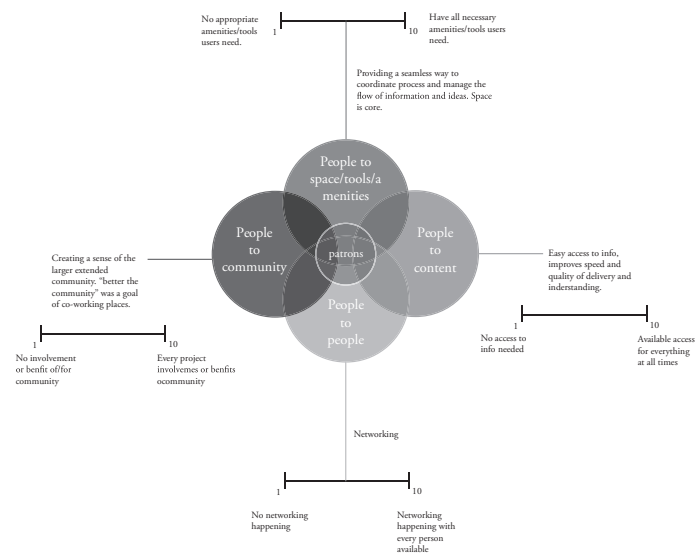 No appropriate
amenities/tools
users need.
1
10
Have all necessary
amenities/tools users
need.
Providing a seamless way to
coordinate process and manage the
flow of information and ideas. Space
is core.
People to
space/tools/a
menities
People
to
community
patrons
People
to
content
People
to
people
Creating a sense of the
larger extended
community. "better the
community" was a goal
of co-working places.
1
10
No involvement
or benfit of/for
community
Every project
involvemes or benfits
ocommunity
Easy access to info,
improves speed and
quality of delivery and
inderstanding.
1
10
No access to
info needed
Available access
for everything
at all times
Networking
1
10
No networking
happening
Networking
happening with
every person
available